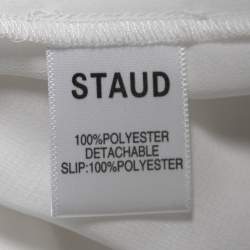 STAUD
100%POLYESTER
DETACHABLE
SLIP:100%POLYESTER